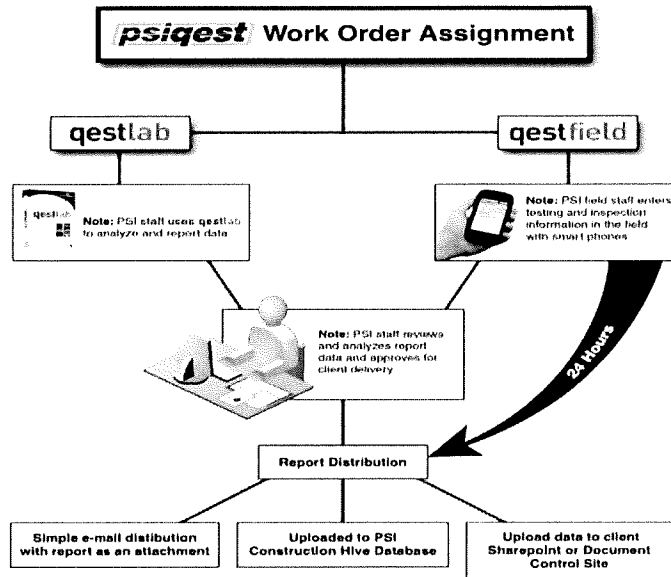 psiqest Work Order Assignment
qestlab
qestfield
qestlab
Note: PSI staff uses qestlab
to analyze and report data
Note: PSI field staff enters
testing and inspection
information in the field
with smart phones
Note: PSI staff reviews
and analyzes report
data and approves for
client delivery
24 Hours
Report Distribution
Simple e-mail distibution
with report as an attachment
Uploaded to PSI
Construction Hive Database
Upload data to client
Sharepoint or Document
Control Site